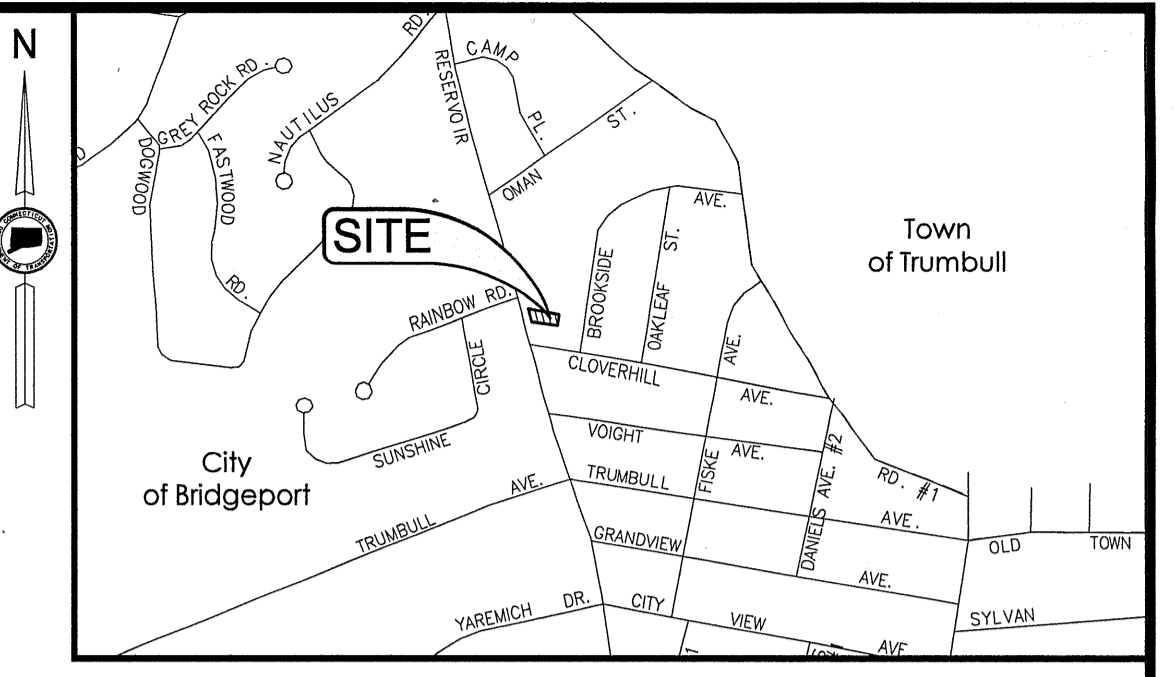 N
GREY ROCK RD.
DOGWOOD
FASTWOOD
RD.
NAUTILUS
RD.
RESERVOIR
CAMP
PL.
OMAN
ST.
SITE
RAINBOW RD.
CIRCLE
SUNSHINE
BROOKSIDE
AVE.
OAKLEAF
ST.
Town
of Trumbull
CLOVERHILL
AVE.
AVE.
VOIGHT
AVE.
FISKE
TRUMBULL
AVE.
DANIELS AVE. #2
RD. #1
City
of Bridgeport
TRUMBULL
AVE.
GRANDVIEW
AVE.
OLD
TOWN
YAREMICH
DR.
CITY
VIEW
AVE
SYLVAN
1